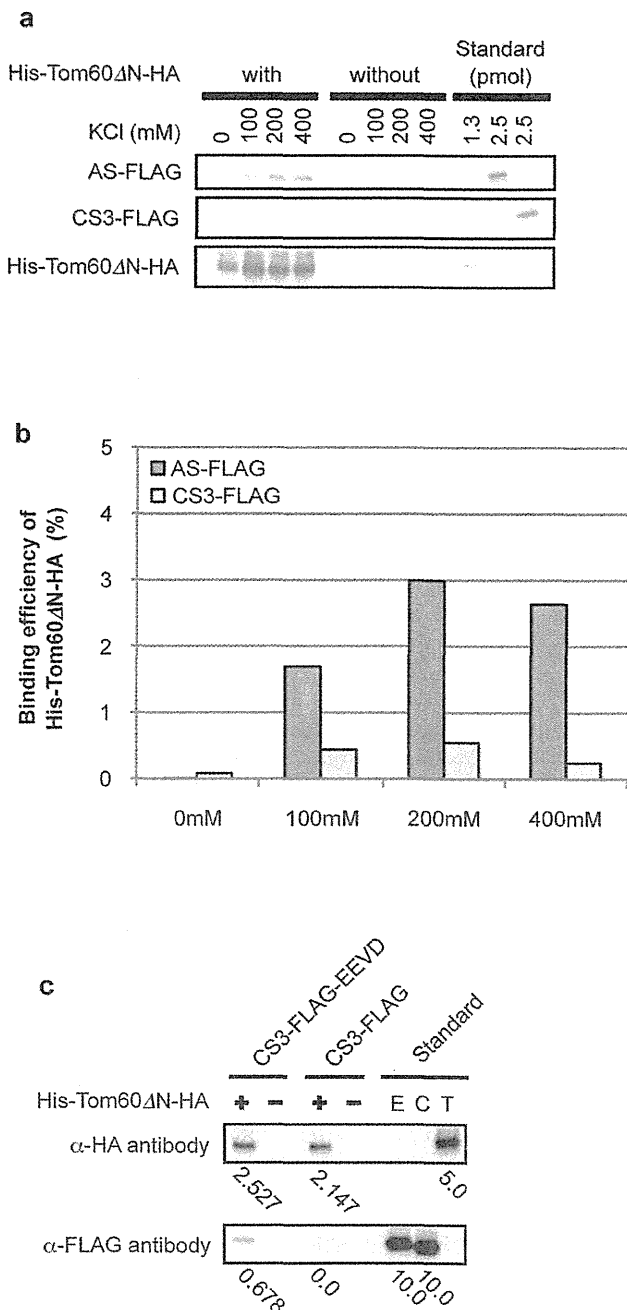 a
His-Tom60ΔN-HA with without Standard (pmol)
KCl (mM) 0 100 200 400 0 100 200 400 1.3 2.5 2.5
AS-FLAG
CS3-FLAG
His-Tom60ΔN-HA
b
Binding efficiency of
His-Tom60ΔN-HA (%)
5
4
3
2
1
0
AS-FLAG
CS3-FLAG
0mM 100mM 200mM 400mM
c
CS3-FLAG-EEVD CS3-FLAG Standard
His-Tom60ΔN-HA + − + − E C T
α-HA antibody
2.527 2.147 5.0
α-FLAG antibody
0.678 0.0 10.0 10.0